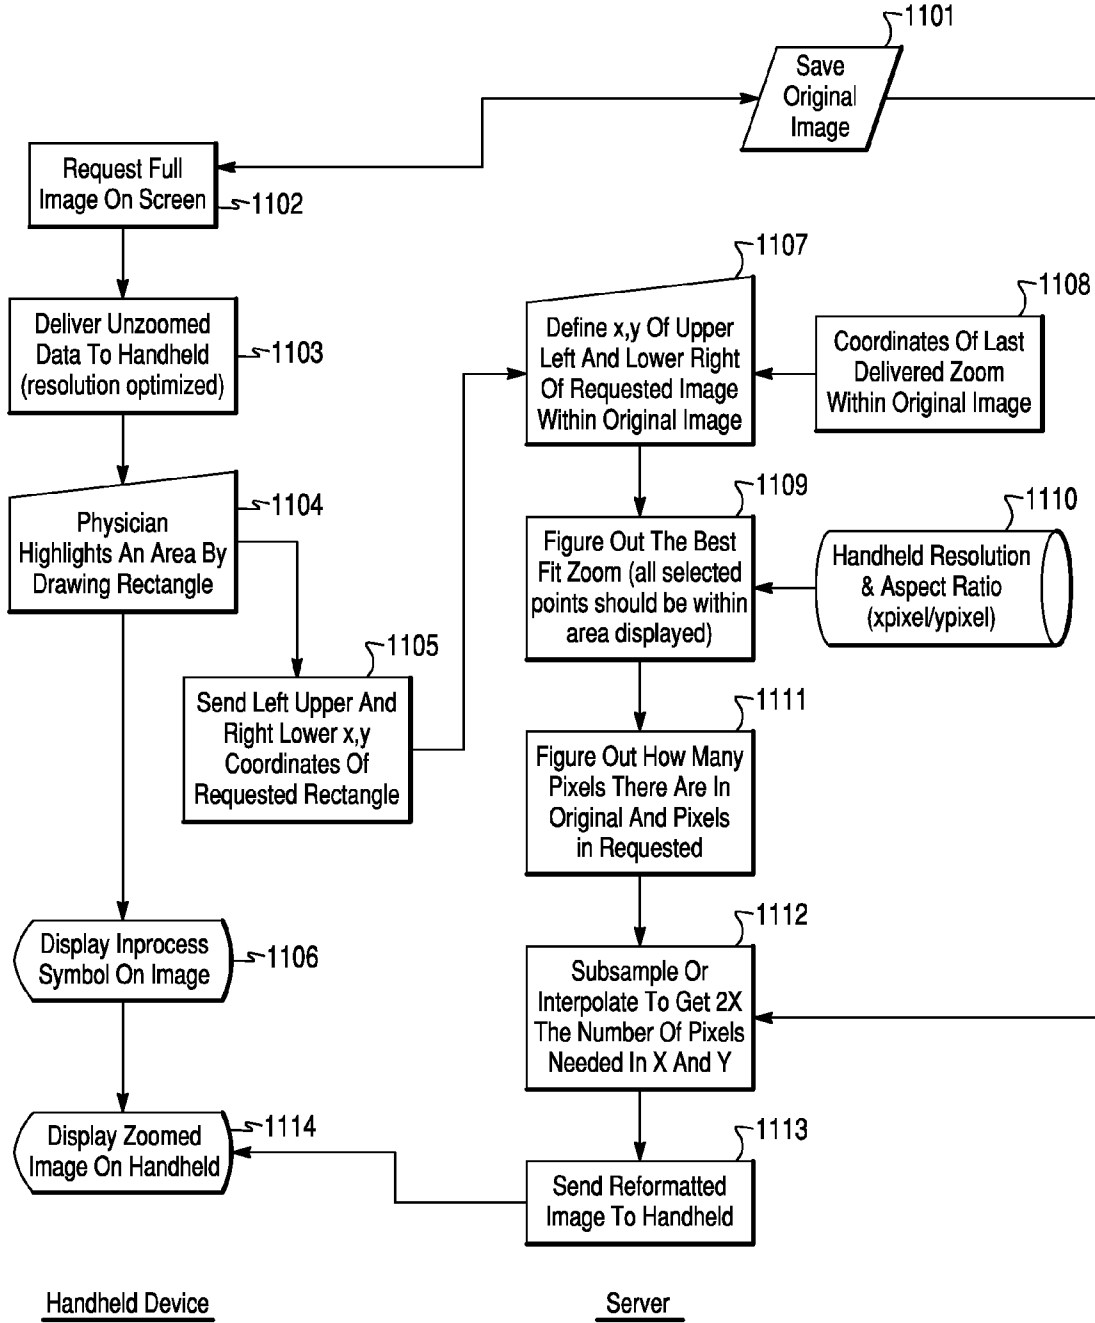 1101
Save
Original
Image
Request Full
Image On Screen
1102
Deliver Unzoomed
Data To Handheld
(resolution optimized)
1103
Physician
Highlights An Area By
Drawing Rectangle
1104
Send Left Upper And
Right Lower x,y
Coordinates Of
Requested Rectangle
1105
Display Inprocess
Symbol On Image
1106
1107
Define x,y Of Upper
Left And Lower Right
Of Requested Image
Within Original Image
1108
Coordinates Of Last
Delivered Zoom
Within Original Image
1109
Figure Out The Best
Fit Zoom (all selected
points should be within
area displayed)
1110
Handheld Resolution
& Aspect Ratio
(xpixel/ypixel)
1111
Figure Out How Many
Pixels There Are In
Original And Pixels
in Requested
1112
Subsample Or
Interpolate To Get 2X
The Number Of Pixels
Needed In X And Y
1113
Send Reformatted
Image To Handheld
Display Zoomed
Image On Handheld
1114
Handheld Device
Server